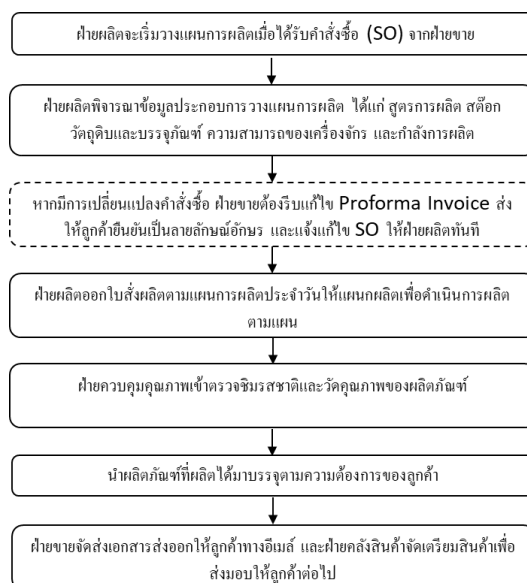 ฝ่ายผลิตจะเริ่มวางแผนการผลิตเมื่อได้รับคำสั่งซื้อ (SO) จากฝ่ายขาย
ฝ่ายผลิตพิจารณาข้อมูลประกอบการวางแผนการผลิต ได้แก่ สูตรการผลิต สต๊อก
วัตถุดิบและบรรจุภัณฑ์ ความสามารถของเครื่องจักร และกำลังการผลิต
หากมีการเปลี่ยนแปลงคำสั่งซื้อ ฝ่ายขายต้องรีบแก้ไข Proforma Invoice ส่ง
ให้ลูกค้ายืนยันเป็นลายลักษณ์อักษร และแจ้งแก้ไข SO ให้ฝ่ายผลิตทันที
ฝ่ายผลิตออกใบสั่งผลิตตามแผนการผลิตประจำวันให้แผนกผลิตเพื่อดำเนินการผลิต
ตามแผน
ฝ่ายควบคุมคุณภาพเข้าตรวจชิมรสชาติและวัดคุณภาพของผลิตภัณฑ์
นำผลิตภัณฑ์ที่ผลิตได้มาบรรจุตามความต้องการของลูกค้า
ฝ่ายขายจัดส่งเอกสารส่งออกให้ลูกค้าทางอีเมล์ และฝ่ายคลังสินค้าจัดเตรียมสินค้าเพื่อ
ส่งมอบให้ลูกค้าต่อไป